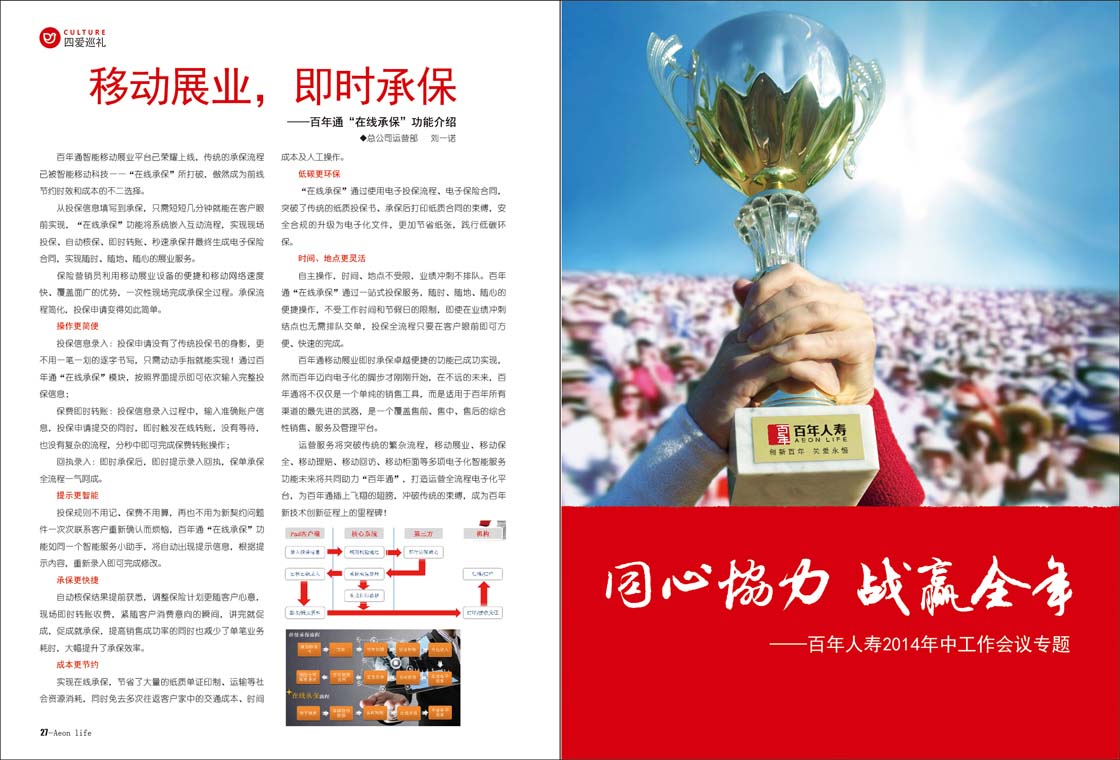 CULTURE
四爱巡礼
移动展业，即时承保
——百年通“在线承保”功能介绍
◆总公司运营部 刘一诺
百年通智能移动展业平台已荣耀上线，传统的承保流程
已被智能移动科技——“在线承保”所打破，傲然成为前线
节约时效和成本的不二选择。
从投保信息填写到承保，只需短短几分钟就能在客户眼
前实现，“在线承保”功能将系统嵌入互动流程，实现现场
投保、自动核保、即时转账、秒速承保并最终生成电子保险
合同，实现随时、随地、随心的展业服务。
保险营销员利用移动展业设备的便捷和移动网络速度
快、覆盖面广的优势，一次性现场完成承保全过程。承保流
程简化，投保申请变得如此简单。
操作更简便
投保信息录入：投保申请没有了传统投保书的身影，更
不用一笔一划的逐字书写，只需动动手指就能实现！通过百
年通“在线承保”模块，按照界面提示即可依次输入完整投
保信息；
保费即时转账：投保信息录入过程中，输入准确账户信
息，投保申请提交的同时，即时触发在线转账，没有等待，
也没有复杂的流程，分秒中即可完成保费转账操作；
回执录入：即时承保后，即时提示录入回执，保单承保
全流程一气呵成。
提示更智能
投保规则不用记、保费不用算，再也不用为新契约问题
件一次次联系客户重新确认而烦恼，百年通“在线承保”功
能如同一个智能服务小助手，将自动出现提示信息，根据提
示内容，重新录入即可完成修改。
承保更快捷
自动核保结果提前获悉，调整保险计划更随客户心意，
现场即时转账收费，紧随客户消费意向的瞬间，讲完就促
成，促成就承保，提高销售成功率的同时也减少了单笔业务
耗时，大幅提升了承保效率。
成本更节约
实现在线承保，节省了大量的纸质单证印制、运输等社
会资源消耗，同时免去多次往返客户家中的交通成本、时间
27-Aeon life
成本及人工操作。
低碳更环保
“在线承保”通过使用电子投保流程、电子保险合同，
突破了传统的纸质投保书、承保后打印纸质合同的束缚，安
全合规的升级为电子化文件，更加节省纸张，践行低碳环
保。
时间、地点更灵活
自主操作，时间、地点不受限，业绩冲刺不排队。百年
通“在线承保”通过一站式投保服务，随时、随地、随心的
便捷操作，不受工作时间和节假日的限制，即使在业绩冲刺
结点也无需排队交单，投保全流程只要在客户眼前即可方
便、快速的完成。
百年通移动展业即时承保卓越便捷的功能已成功实现，
然而百年迈向电子化的脚步才刚刚开始，在不远的未来，百
年通将不仅仅是一个单纯的销售工具，而是适用于百年所有
渠道的最先进的武器，是一个覆盖售前、售中、售后的综合
性销售、服务及管理平台。
运营服务将突破传统的繁杂流程，移动展业、移动保
全、移动理赔、移动回访、移动柜面等多项电子化智能服务
功能未来将共同助力“百年通”，打造运营全流程电子化平
台，为百年通插上飞翔的翅膀，冲破传统的束缚，成为百年
新技术创新征程上的里程碑！
Pad客户端
核心系统
第三方
机构
百年人寿
AEON LIFE
创新百年 关爱永恒
同心协力 战赢全年
——百年人寿2014年中工作会议专题